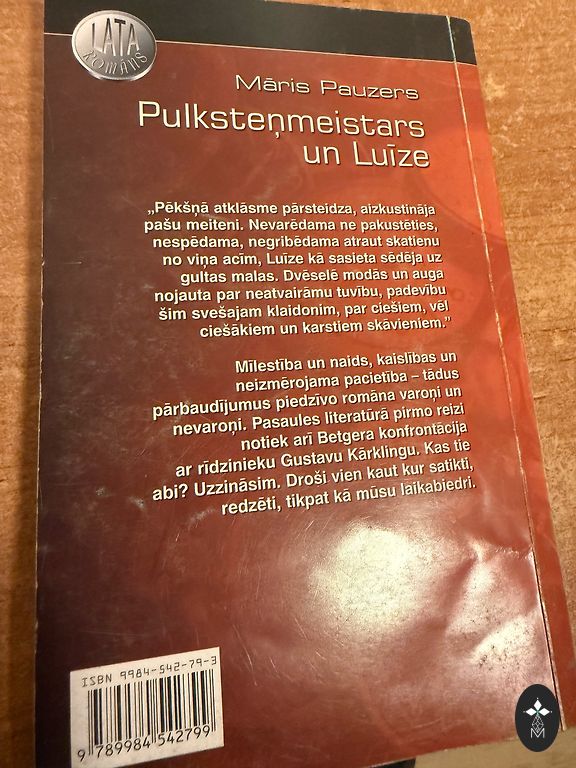 LATA
ROMĀNS
Māris Pauzers
Pulksteņmeistars
un Luīze
„Pēkšņā atklāsme pārsteidza, aizkustināja
pašu meiteni. Nevarēdama ne pakustēties,
nespēdama, negribēdama atraut skatienu
no viņa acīm, Luīze kā sasieta sēdēja uz
gultas malas. Dvēselē modās un auga
nojauta par neatvairāmu tuvību, padevību
šim svešajam klaidonim, par ciešiem, vēl
ciešākiem un karstiem skāvieniem.”
Mīlestība un naids, kaislības un
neizmērojama pacietība – tādus
pārbaudījumus piedzīvo romāna varoņi un
nevaroņi. Pasaules literatūrā pirmo reizi
notiek arī Betgera konfrontācija
ar rīdzinieku Gustavu Kārklingu. Kas tie
abi? Uzzināsim. Droši vien kaut kur satikti,
redzēti, tikpat kā mūsu laikabiedri.
ISBN 9984-542-79-3
9 789984 542799
M